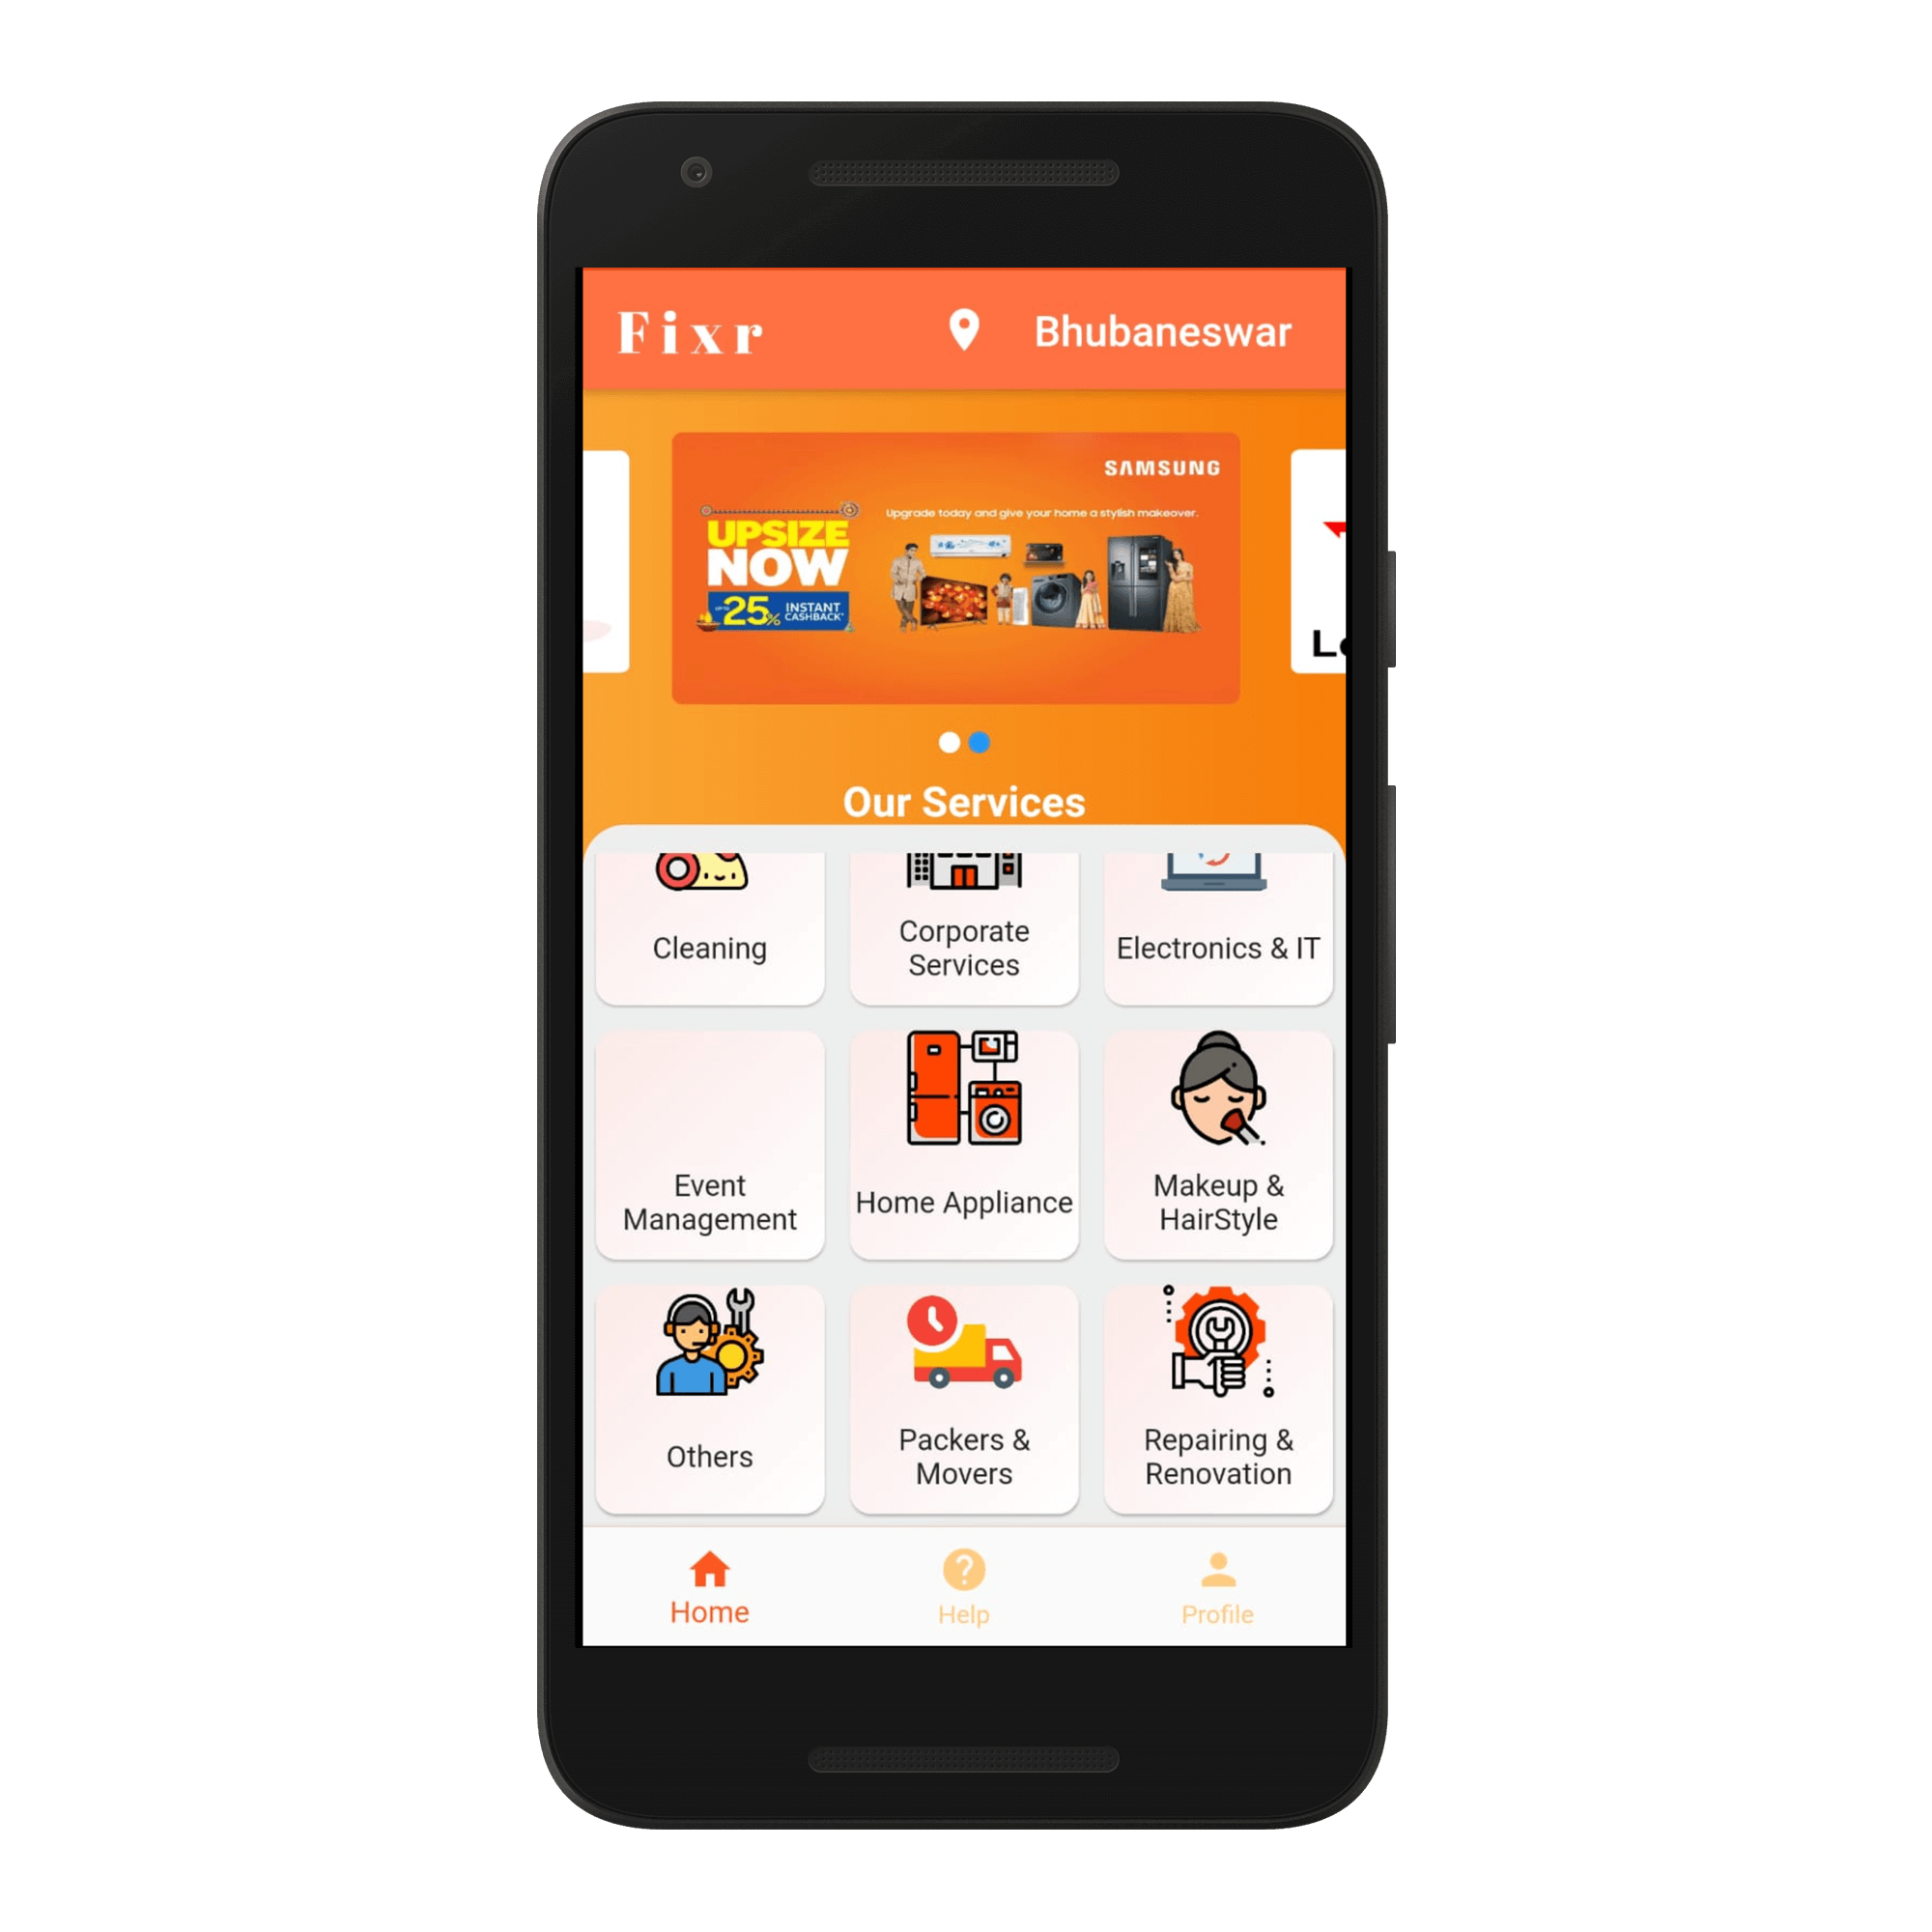 Fixr
Bhubaneswar
SAMSUNG
Upgrade today and give your home a stylish makeover.
UPSIZE
NOW
UPTO 25% INSTANT
CASHBACK*
Our Services
Cleaning
Corporate
Services
Electronics & IT
Event
Management
Home Appliance
Makeup &
HairStyle
Others
Packers &
Movers
Repairing &
Renovation
Home
Help
Profile